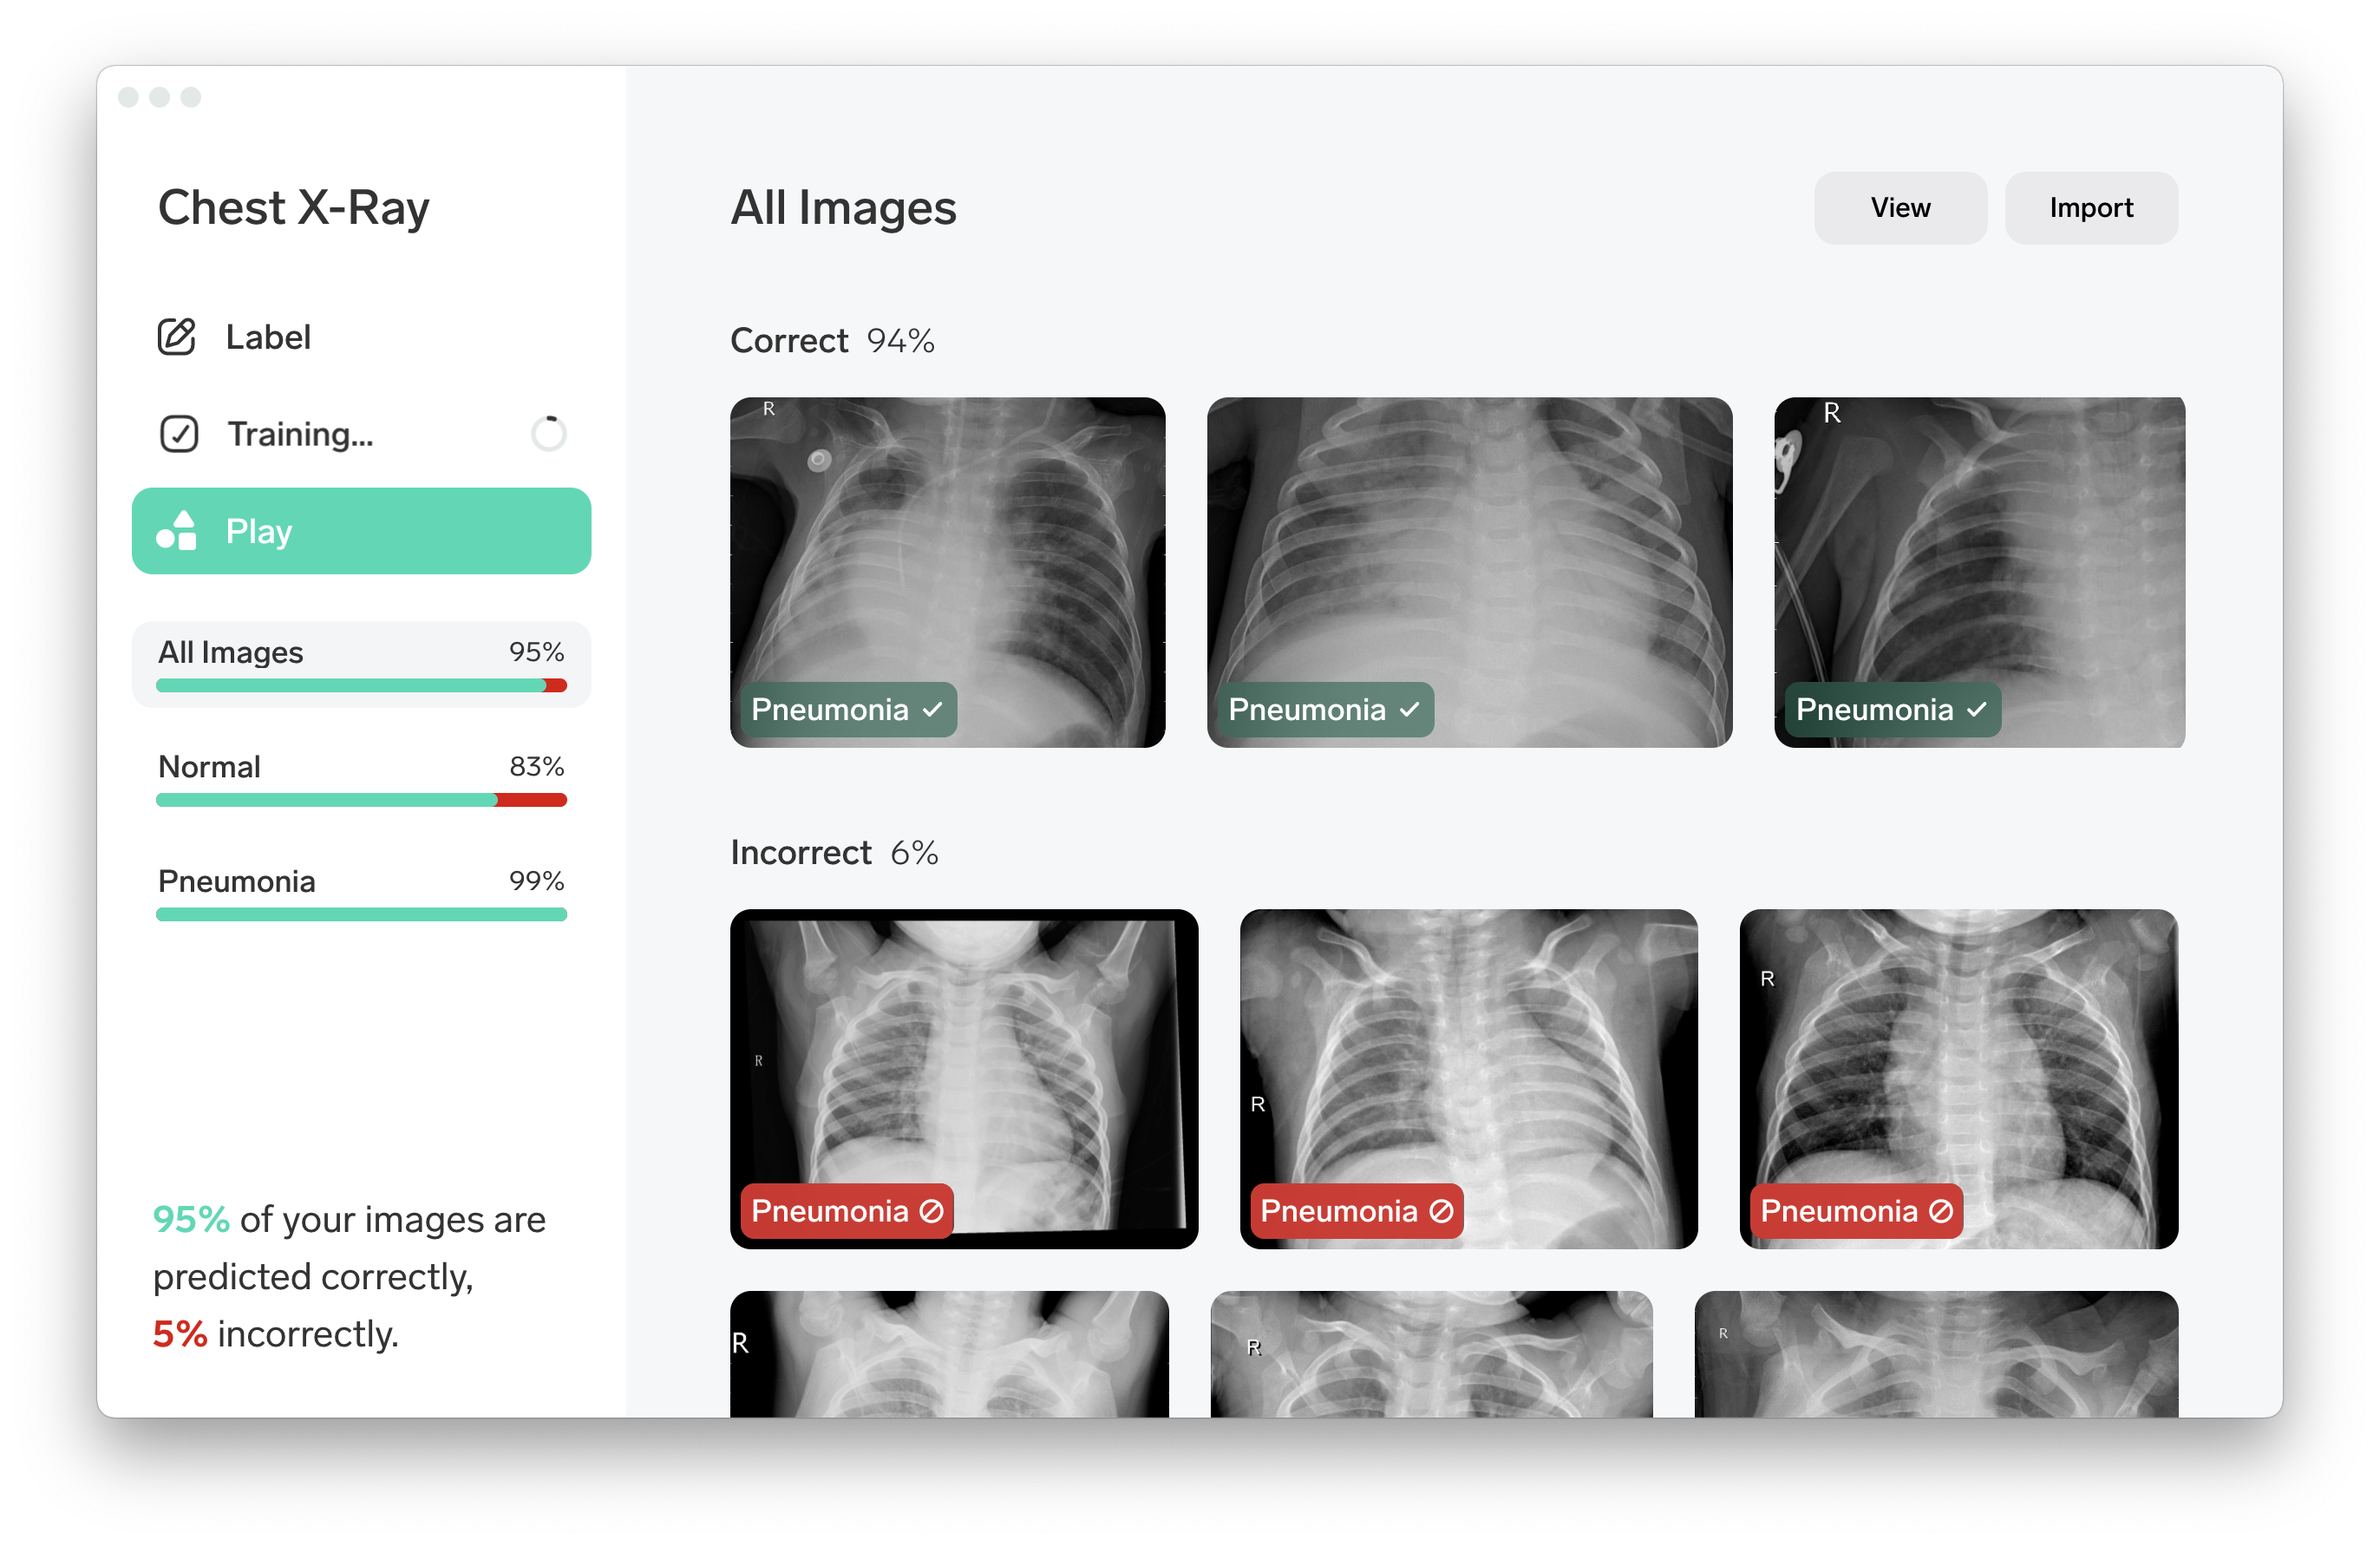 Chest X-Ray
Label
Training...
Play
All Images 95%
Normal 83%
Pneumonia 99%
95% of your images are
predicted correctly,
5% incorrectly.
All Images
View
Import
Correct 94%
R
R
Pneumonia
Pneumonia
Pneumonia
Incorrect 6%
R
R
R
Pneumonia
Pneumonia
Pneumonia
R
R
R